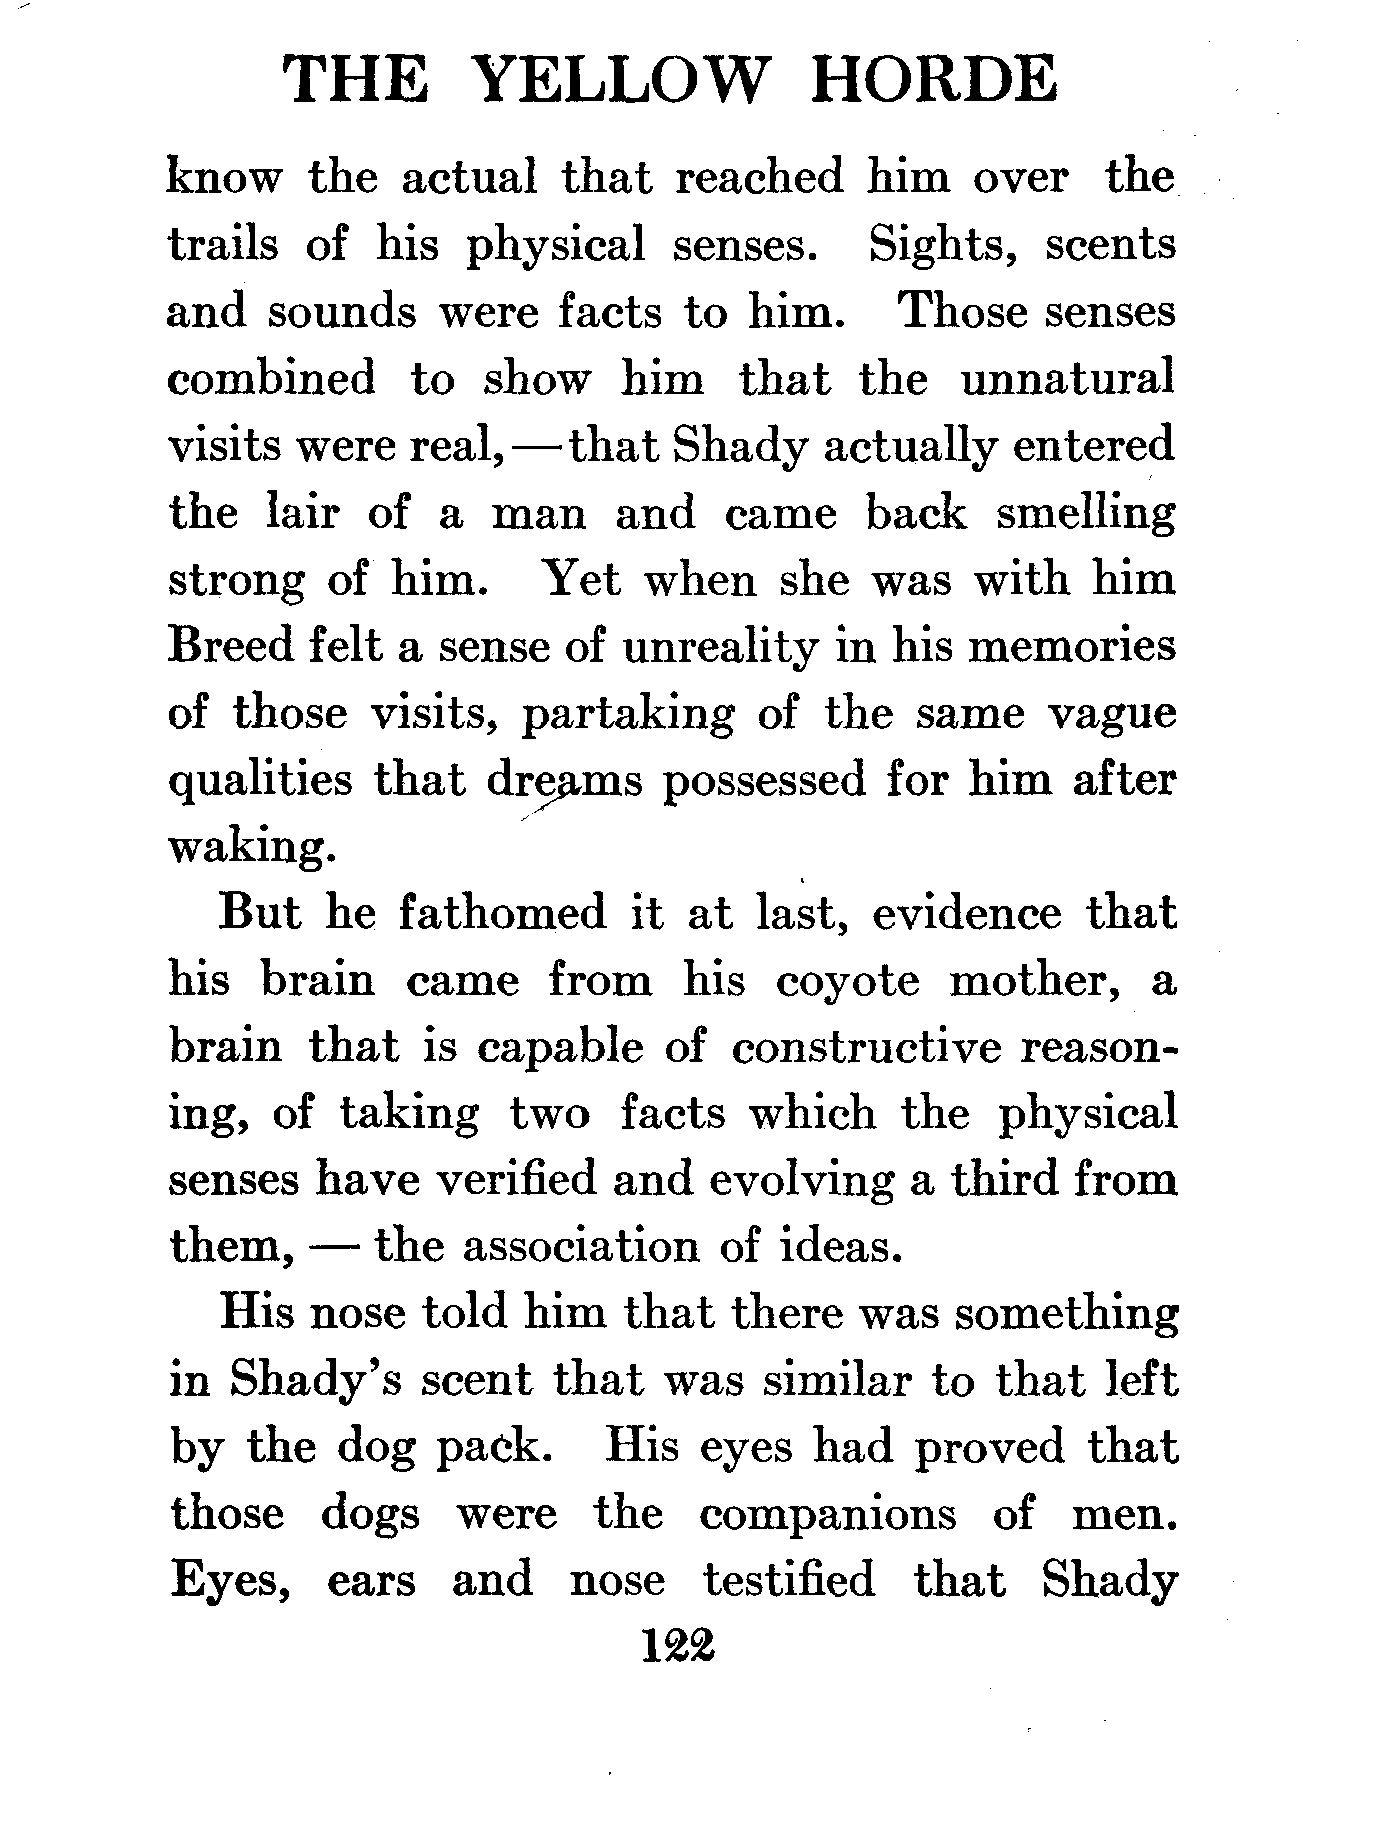 THE YELLOW HORDE
know the actual that reached him over the
trails of his physical senses. Sights, scents
and sounds were facts to him. Those senses
combined to show him that the unnatural
visits were real,—that Shady actually entered
the lair of a man and came back smelling
strong of him. Yet when she was with him
Breed felt a sense of unreality in his memories
of those visits, partaking of the same vague
qualities that dreams possessed for him after
waking.
But he fathomed it at last, evidence that
his brain came from his coyote mother, a
brain that is capable of constructive reason-
ing, of taking two facts which the physical
senses have verified and evolving a third from
them, — the association of ideas.
His nose told him that there was something
in Shady's scent that was similar to that left
by the dog pack. His eyes had proved that
those dogs were the companions of men.
Eyes, ears and nose testified that Shady
122